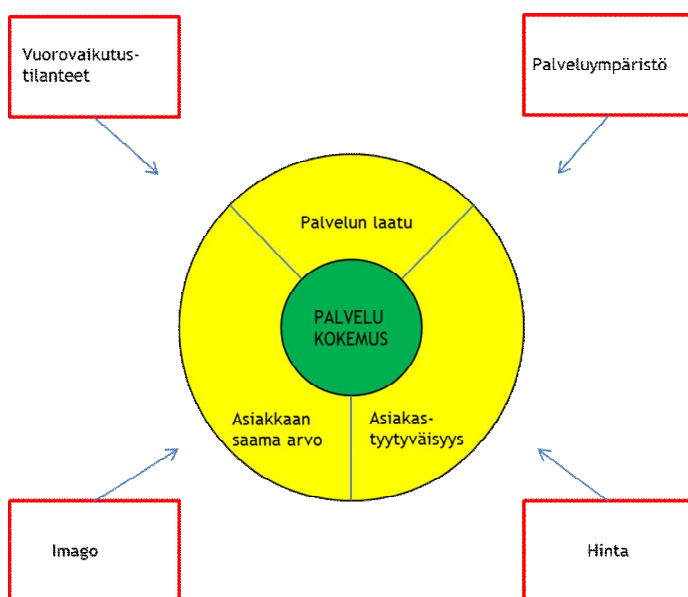 Vuorovaikutus-
tilanteet
Palveluympäristö
Palvelun laatu
PALVELU
KOKEMUS
Asiakkaan
saama arvo
Asiakas-
tyytyväisyys
Imago
Hinta